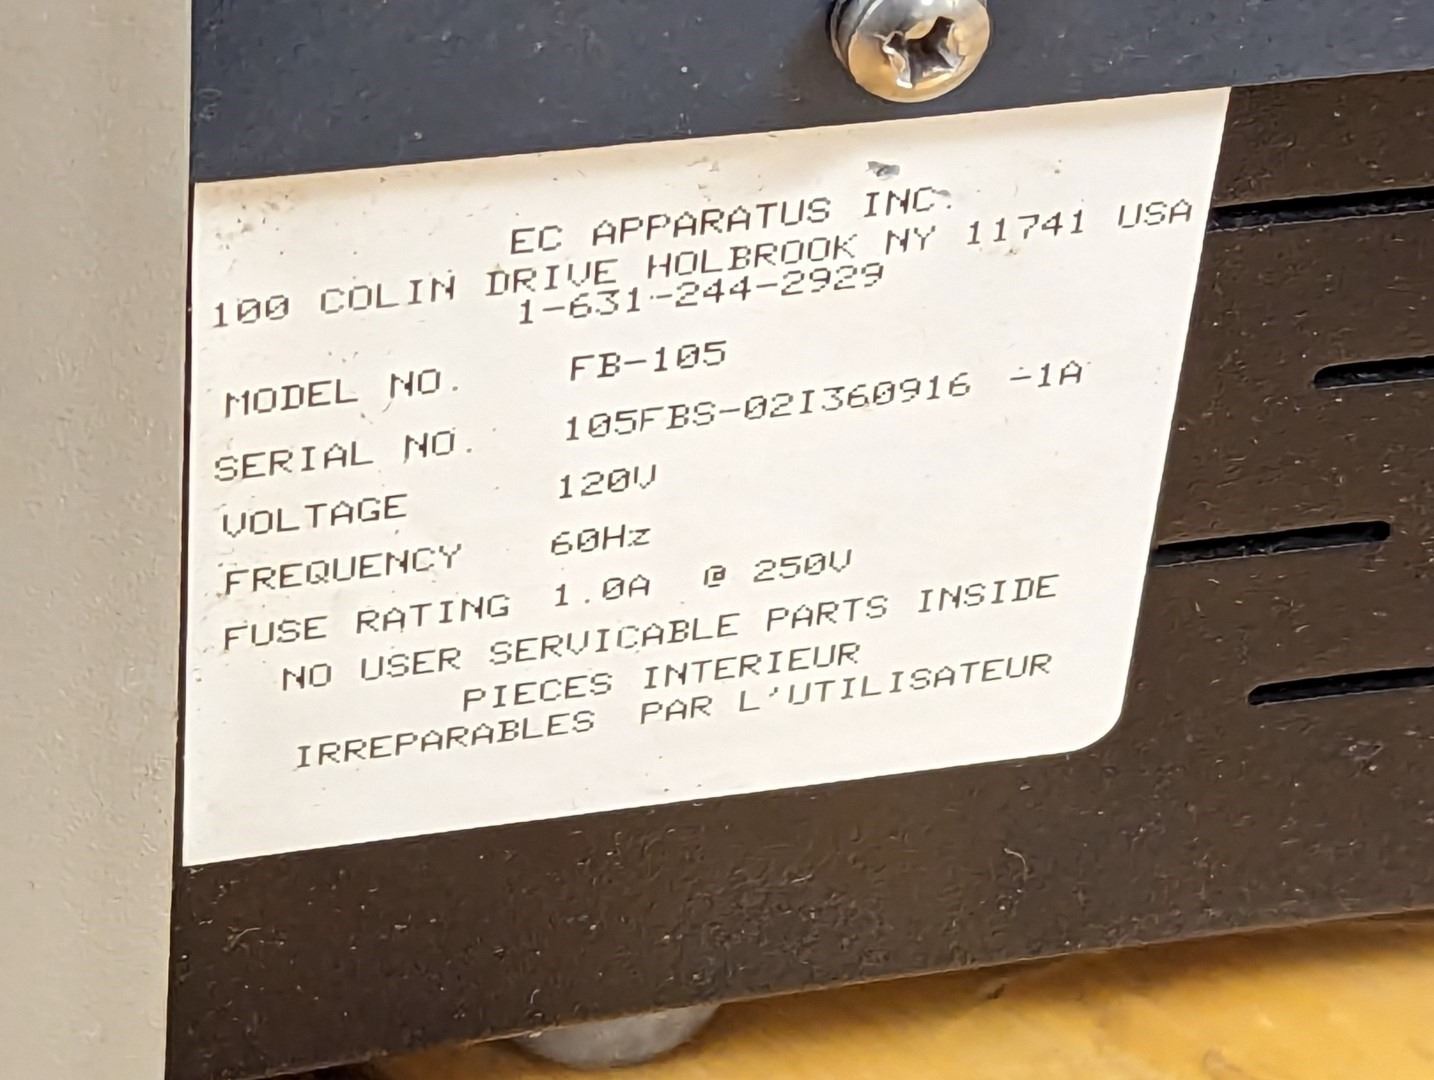 EC APPARATUS INC.
100 COLIN DRIVE HOLBROOK NY 11741 USA
1-631-244-2929
MODEL NO. FB-105
SERIAL NO. 105FBS-02I360916 -1A
VOLTAGE 120V
FREQUENCY 60Hz
FUSE RATING 1.0A @ 250V
NO USER SERVICABLE PARTS INSIDE
PIECES INTERIEUR
IRREPARABLES PAR L'UTILISATEUR